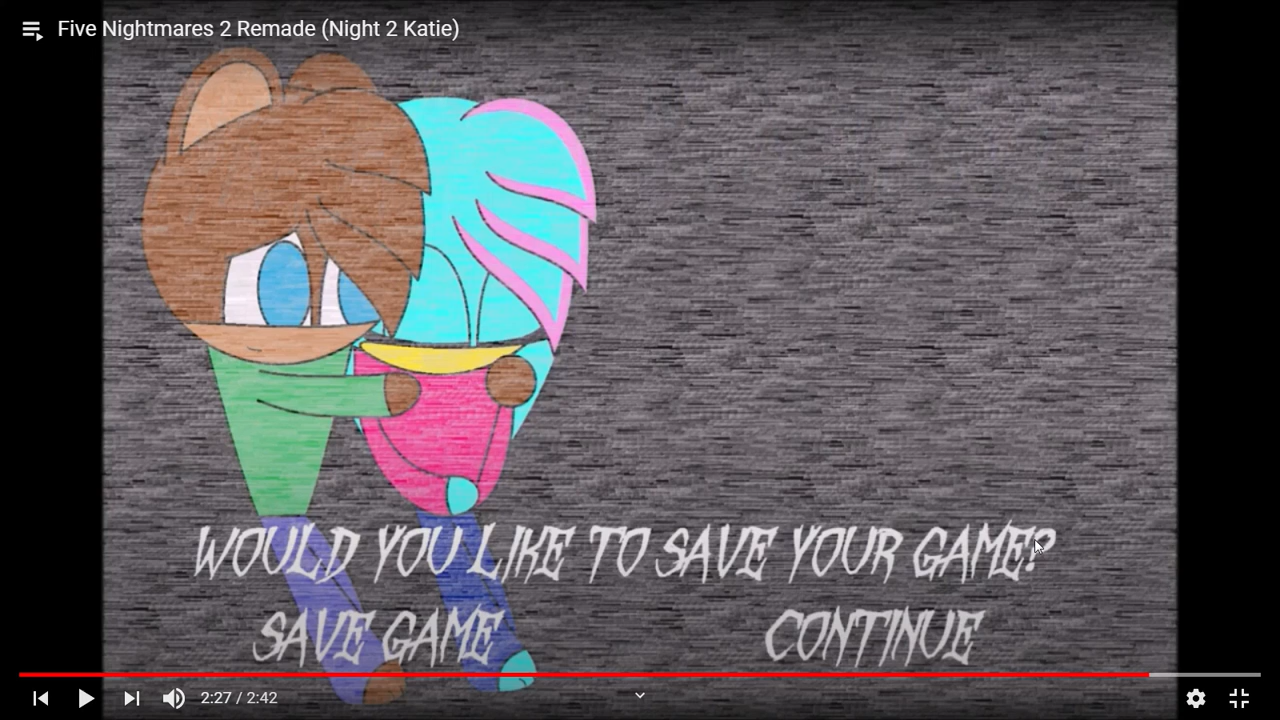 Five Nightmares 2 Remade (Night 2 Katie)
WOULD YOU LIKE TO SAVE YOUR GAME?
SAVE GAME CONTINUE
2:27 / 2:42